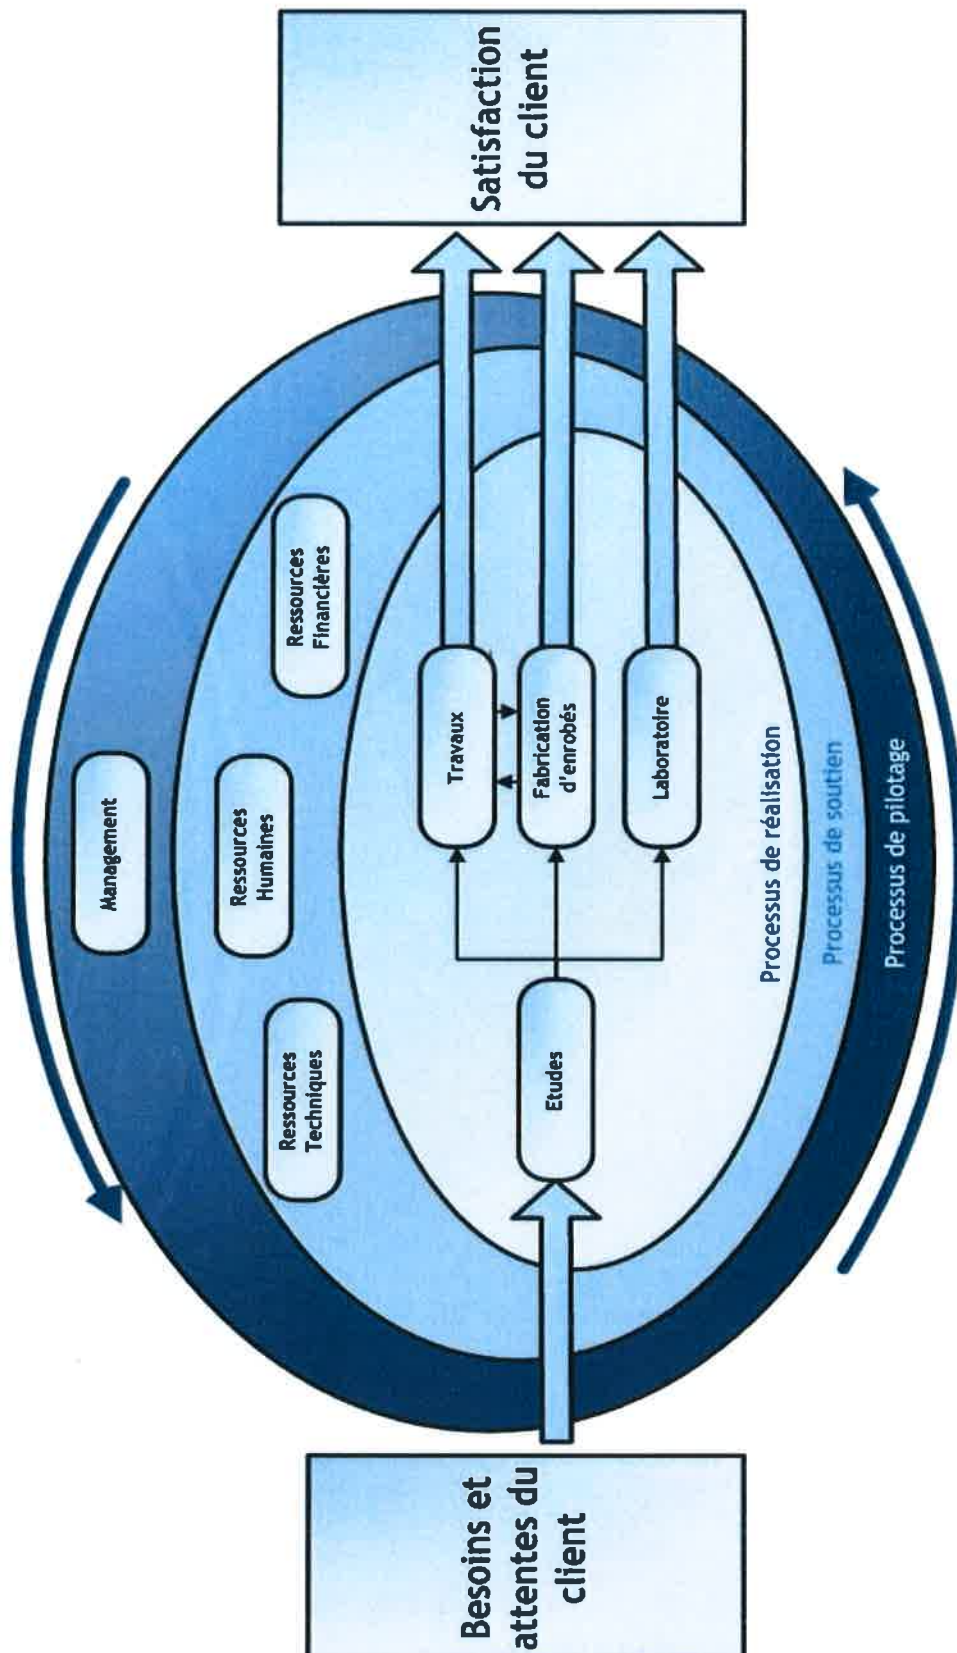 Besoins et
attentes du
client
Management
Ressources
Techniques
Ressources
Humaines
Ressources
Financières
Etudes
Travaux
Fabrication
d'enrobés
Laboratoire
Processus de réalisation
Processus de soutien
Processus de pilotage
Satisfaction
du client